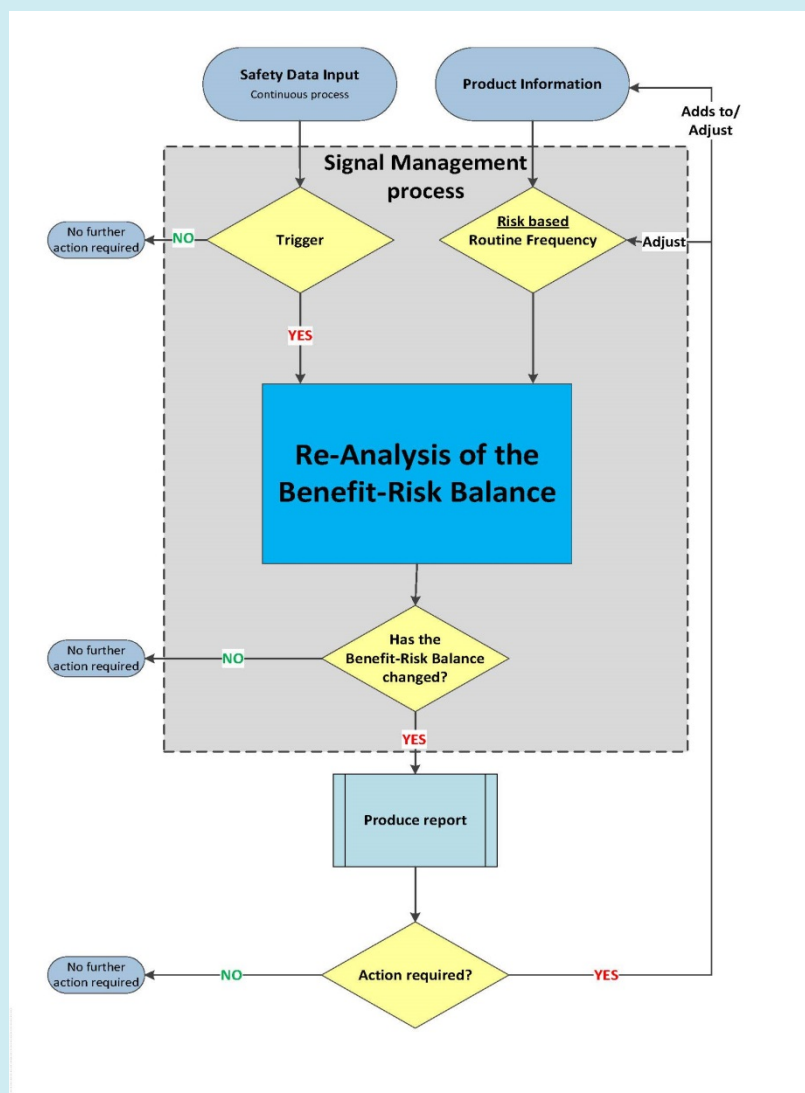 Safety Data Input
Continuous process
Product Information
Adds to/
Adjust
Signal Management
process
No further
action required
NO
Trigger
Risk based
Routine Frequency
Adjust
YES
Re-Analysis of the
Benefit-Risk Balance
No further
action required
NO
Has the
Benefit-Risk Balance
changed?
YES
Produce report
No further
action required
NO
Action required?
YES